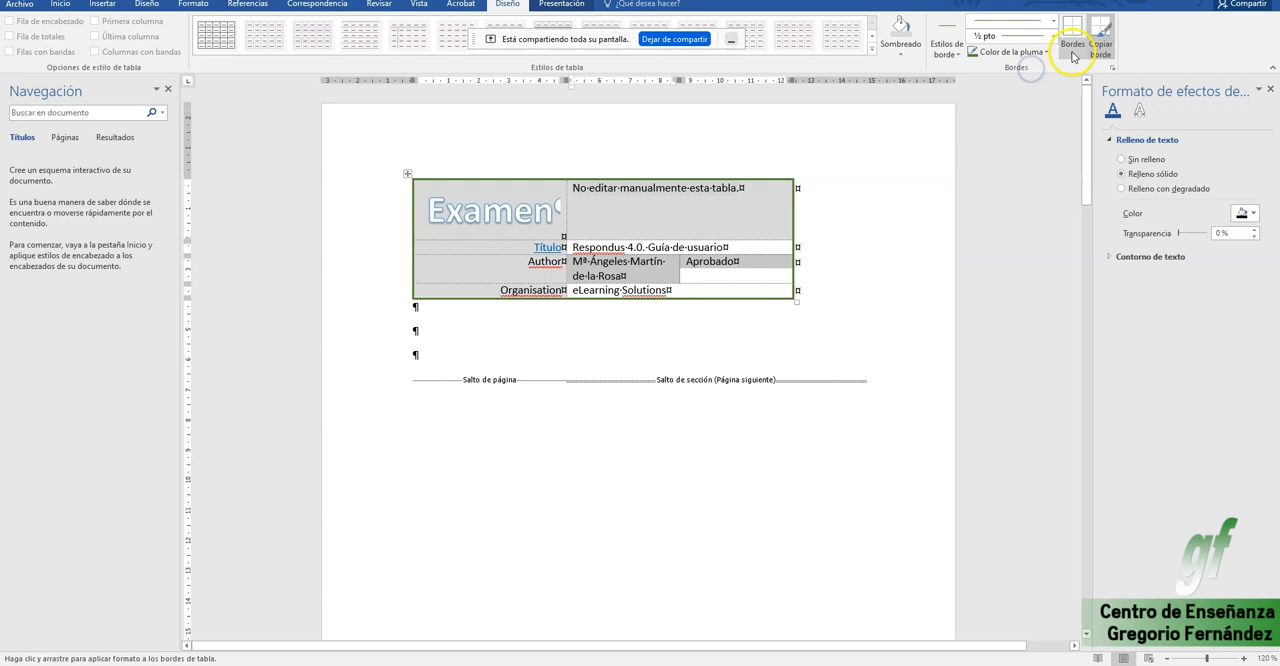 Archivo Inicio Insertar Diseño Formato Referencias Correspondencia Revisar Vista Acrobat Diseño Presentación ¿Qué desea hacer? Compartir
Fila de encabezado Primera columna
Fila de totales Última columna
Filas con bandas Columnas con bandas
Opciones de estilo de tabla
Está compartiendo toda su pantalla. Dejar de compartir
Estilos de tabla
Sombreado
Estilos de borde
½ pto
Color de la pluma
Bordes
Copiar borde
Bordes
Navegación
Buscar en documento
Títulos Páginas Resultados
Cree un esquema interactivo de su
documento.
Es una buena manera de saber dónde se
encuentra o moverse rápidamente por el
contenido.
Para comenzar, vaya a la pestaña Inicio y
aplique estilos de encabezado a los
encabezados de su documento.
Examen¶
No·editar·manualmente·esta·tabla.¤
Título¤ Respondus·4.0.·Guía·de·usuario¤
Author¤ Mª·Ángeles·Martín·
de·la·Rosa¤
Aprobado¤
Organisation¤ eLearning·Solutions¤
¶
¶
¶
Salto de página Salto de sección (Página siguiente)
Formato de efectos de...
Relleno de texto
Sin relleno
Relleno sólido
Relleno con degradado
Color
Transparencia 0 %
Contorno de texto
gf
Centro de Enseñanza
Gregorio Fernández
Haga clic y arrastre para aplicar formato a los bordes de tabla.
120 %